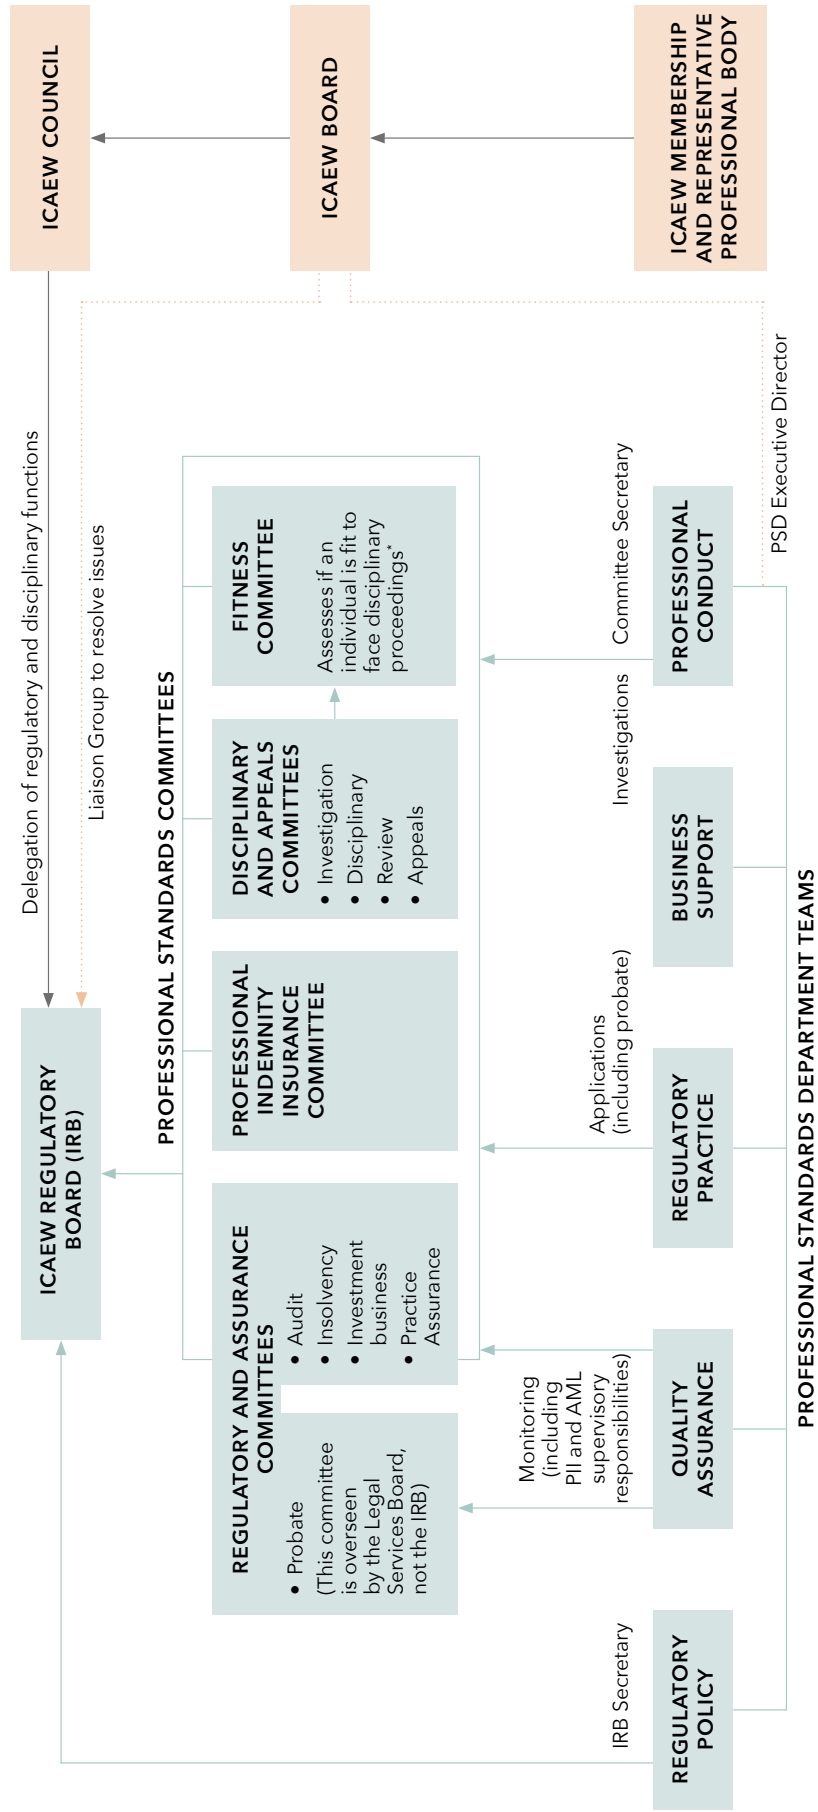 ICAEW REGULATORY
BOARD (IRB)
Delegation of regulatory and disciplinary functions
Liaison Group to resolve issues
ICAEW COUNCIL
ICAEW BOARD
ICAEW MEMBERSHIP
AND REPRESENTATIVE
PROFESSIONAL BODY
PROFESSIONAL STANDARDS COMMITTEES
REGULATORY AND ASSURANCE
COMMITTEES
• Probate
(This committee
is overseen
by the Legal
Services Board,
not the IRB)
• Audit
• Insolvency
• Investment
business
• Practice
Assurance
PROFESSIONAL
INDEMNITY
INSURANCE
COMMITTEE
DISCIPLINARY
AND APPEALS
COMMITTEES
• Investigation
• Disciplinary
• Review
• Appeals
FITNESS
COMMITTEE
Assesses if an
individual is fit to
face disciplinary
proceedings*
IRB Secretary
Monitoring
(including
PII and AML
supervisory
responsibilities)
Applications
(including probate)
Investigations
Committee Secretary
REGULATORY
POLICY
QUALITY
ASSURANCE
REGULATORY
PRACTICE
BUSINESS
SUPPORT
PROFESSIONAL
CONDUCT
PSD Executive Director
PROFESSIONAL STANDARDS DEPARTMENT TEAMS